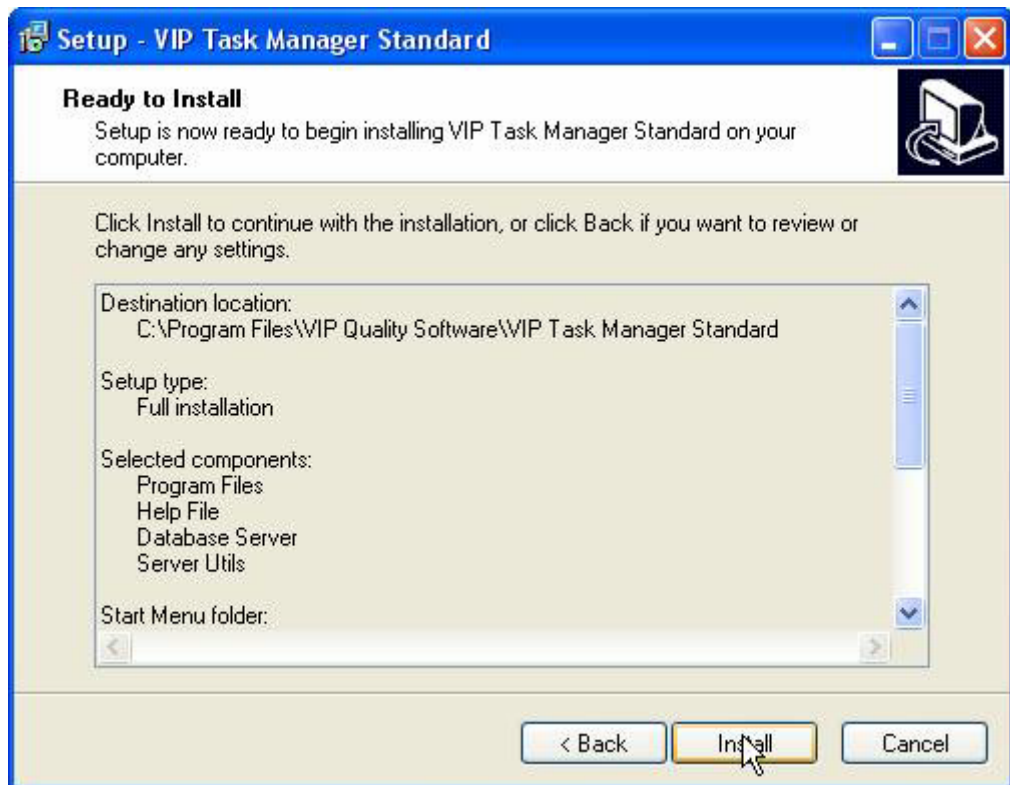 Setup - VIP Task Manager Standard
Ready to Install
Setup is now ready to begin installing VIP Task Manager Standard on your
computer.
Click Install to continue with the installation, or click Back if you want to review or
change any settings.
Destination location:
C:\Program Files\VIP Quality Software\VIP Task Manager Standard
Setup type:
Full installation
Selected components:
Program Files
Help File
Database Server
Server Utils
Start Menu folder:
< Back
Install
Cancel